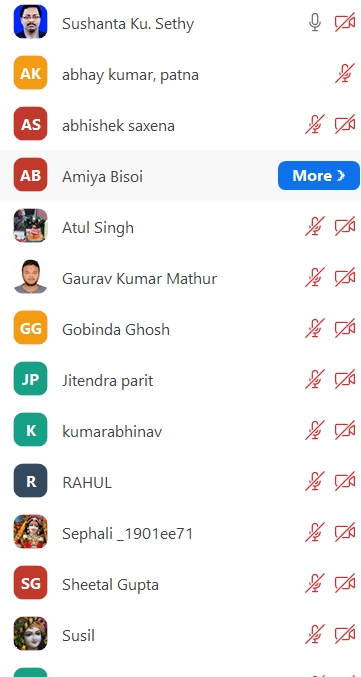 Sushanta Ku. Sethy
AK abhay kumar, patna
AS abhishek saxena
AB Amiya Bisoi More
Atul Singh
Gaurav Kumar Mathur
GG Gobinda Ghosh
JP Jitendra parit
K kumarabhinav
R RAHUL
Sephali _1901ee71
SG Sheetal Gupta
Susil